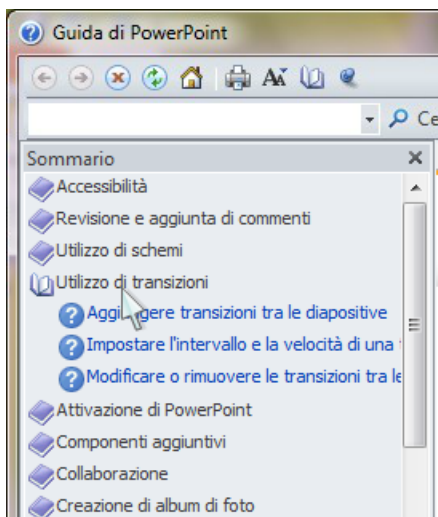 Guida di PowerPoint
Ce
Sommario
Accessibilità
Revisione e aggiunta di commenti
Utilizzo di schemi
Utilizzo di transizioni
Aggiungere transizioni tra le diapositive
Impostare l'intervallo e la velocità di una
Modificare o rimuovere le transizioni tra le
Attivazione di PowerPoint
Componenti aggiuntivi
Collaborazione
Creazione di album di foto